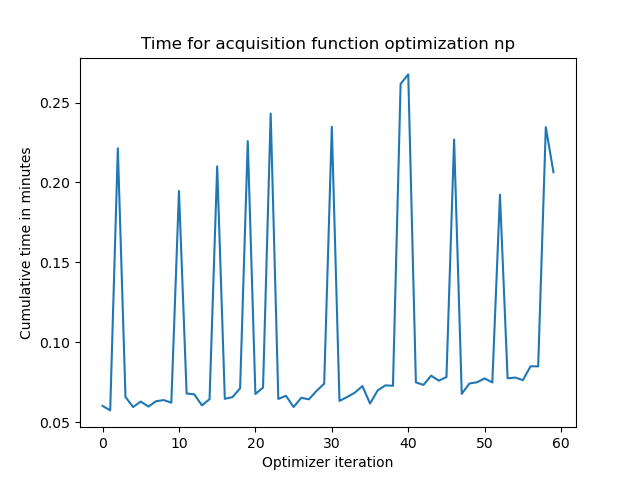 Time for acquisition function optimization np
Cumulative time in minutes
0.25
0.20
0.15
0.10
0.05
0 10 20 30 40 50 60
Optimizer iteration